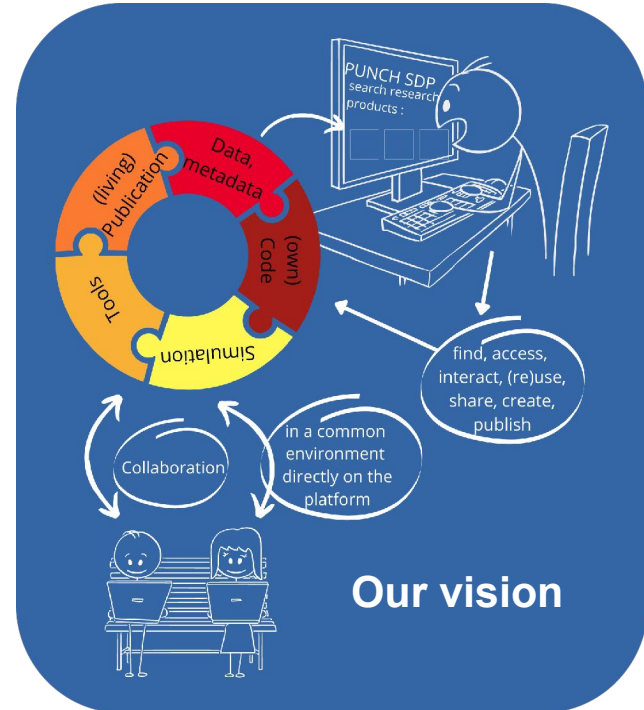 PUNCH SDP
search research
products :
Data,
metadata
(own)
Code
Simulation
Tools
(living)
Publication
find, access,
interact, (re)use,
share, create,
publish
in a common
environment
directly on the
platform
Collaboration
Our vision